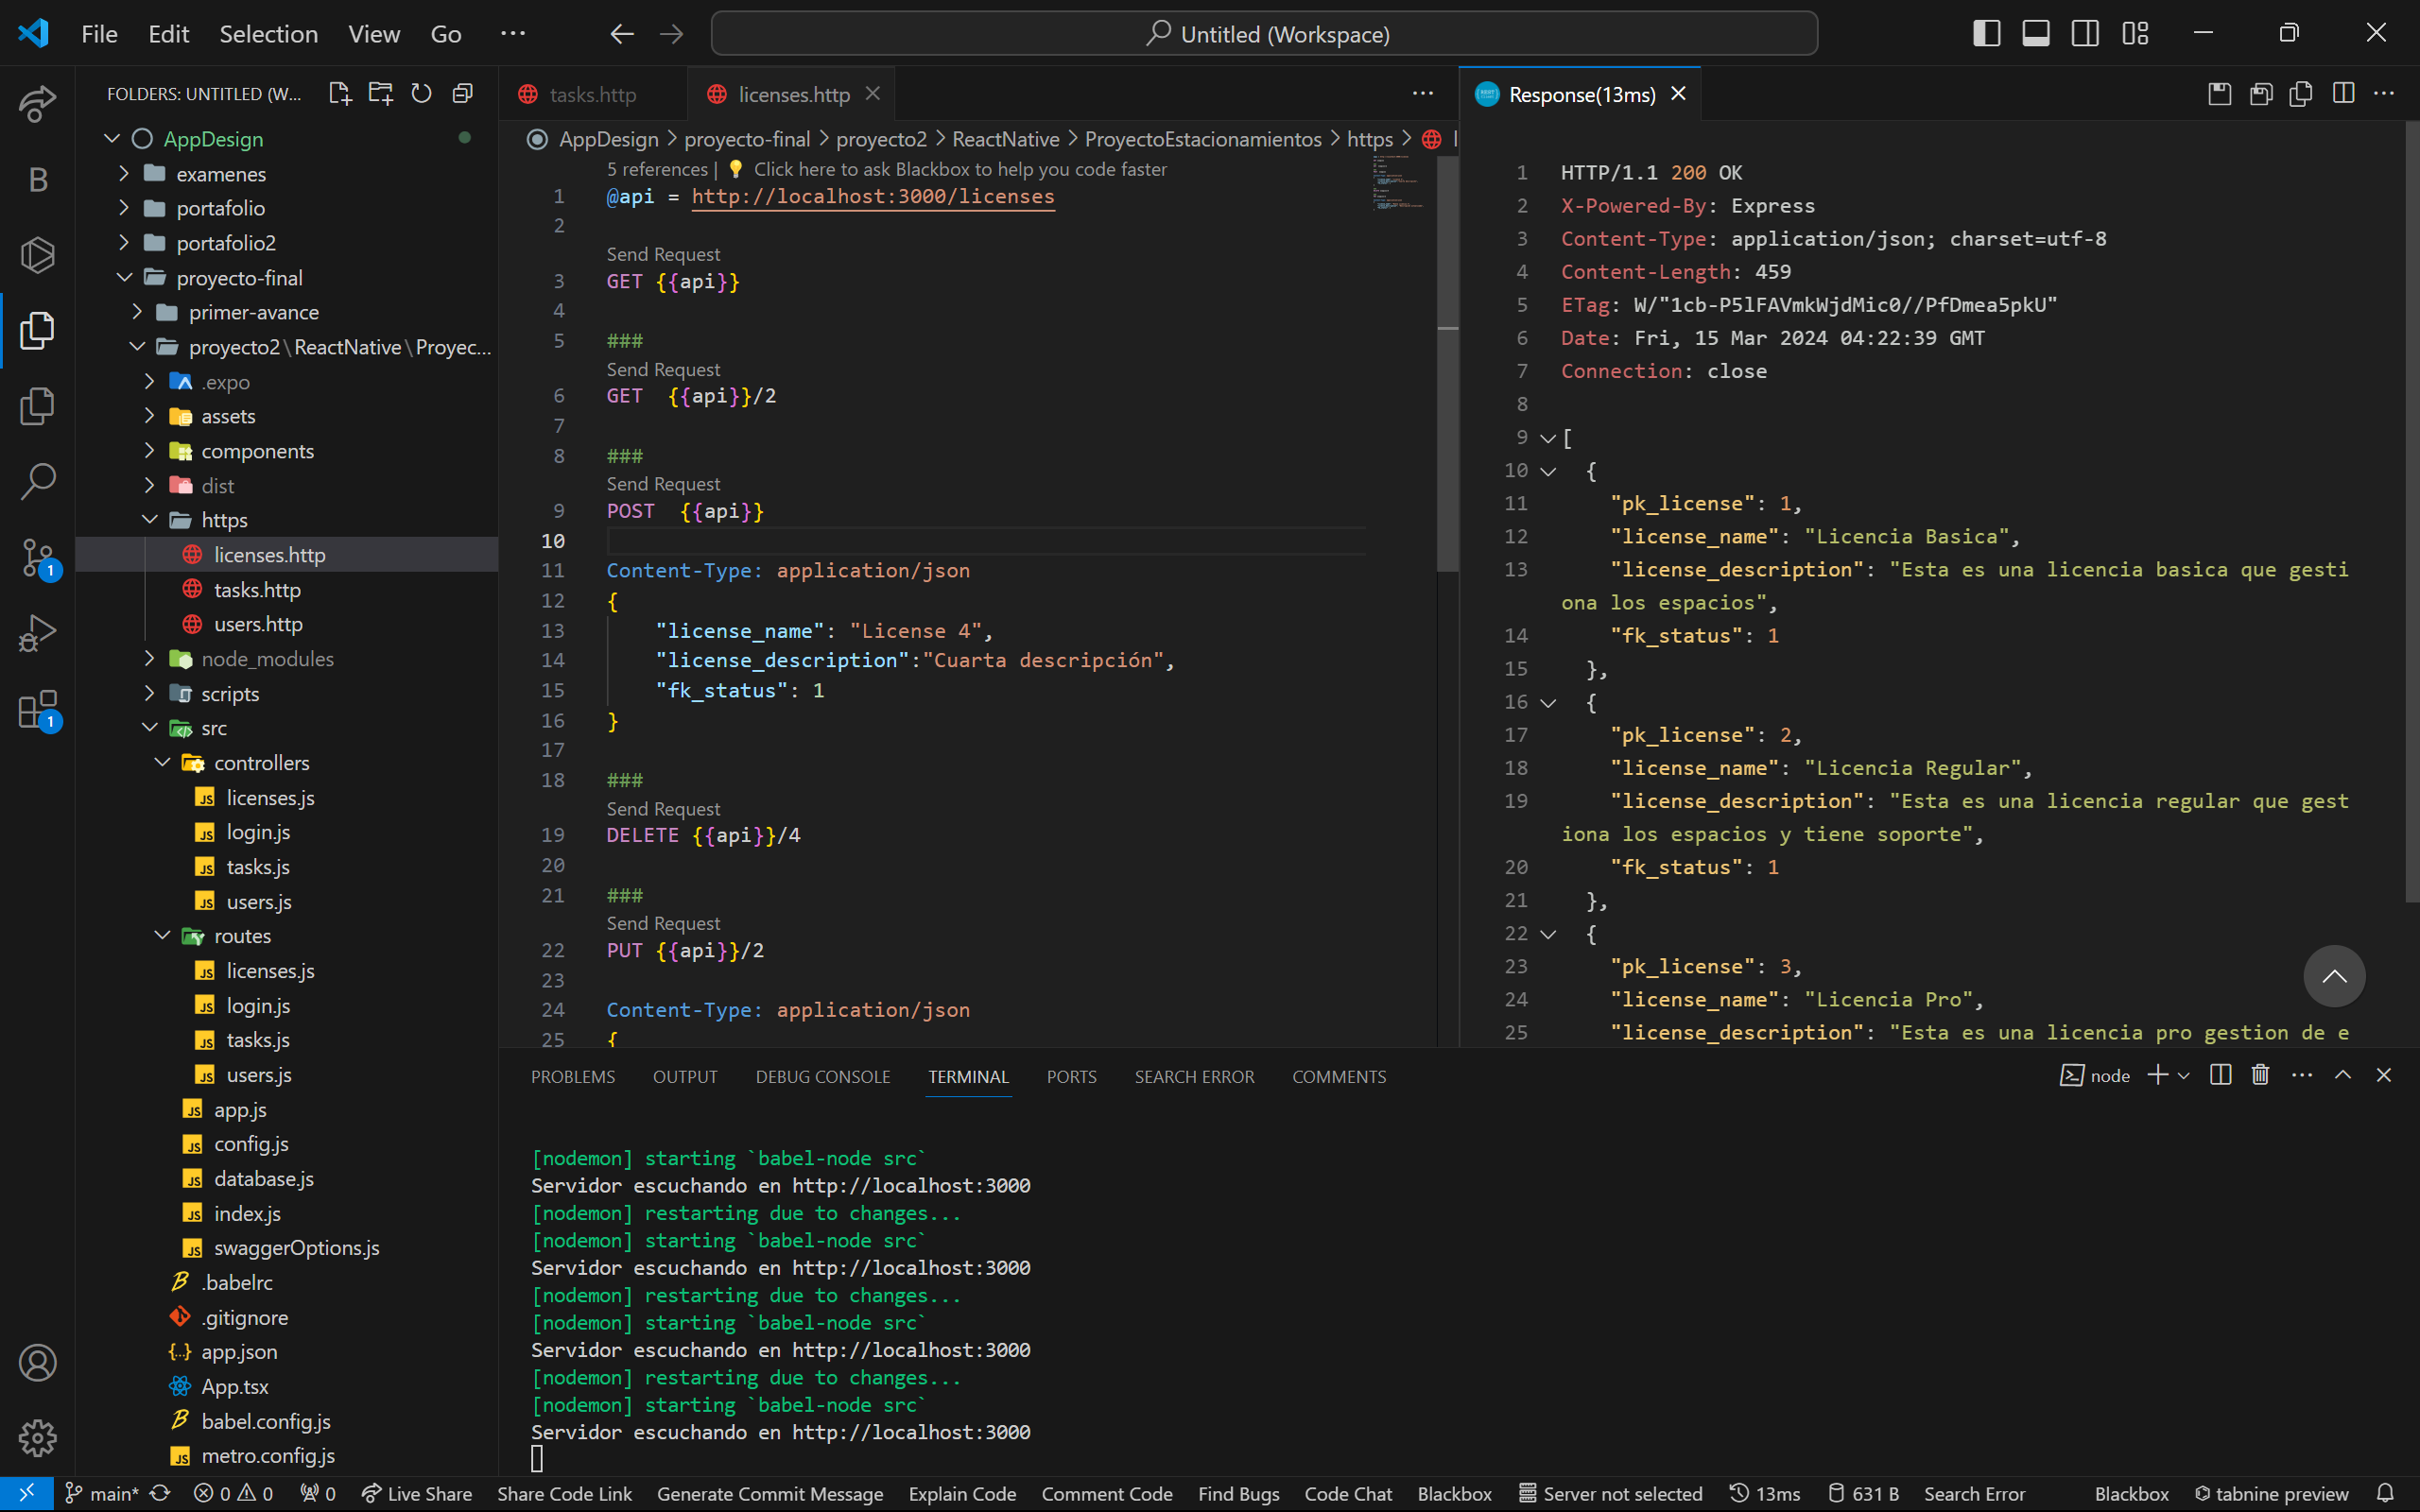 File Edit Selection View Go ···
Untitled (Workspace)
FOLDERS: UNTITLED (W...
AppDesign
examenes
portafolio
portafolio2
proyecto-final
primer-avance
proyecto2\ReactNative\Proyec...
.expo
assets
components
dist
https
licenses.http
tasks.http
users.http
node_modules
scripts
src
controllers
licenses.js
login.js
tasks.js
users.js
routes
licenses.js
login.js
tasks.js
users.js
app.js
config.js
database.js
index.js
swaggerOptions.js
.babelrc
.gitignore
app.json
App.tsx
babel.config.js
metro.config.js
B
1
1
tasks.http
licenses.http
AppDesign > proyecto-final > proyecto2 > ReactNative > ProyectoEstacionamientos > https >
5 references | Click here to ask Blackbox to help you code faster
1 @api = http://localhost:3000/licenses
2
Send Request
3 GET {{api}}
4
5 ###
Send Request
6 GET  {{api}}/2
7
8 ###
Send Request
9 POST  {{api}}
10
11 Content-Type: application/json
12 {
13     "license_name": "License 4",
14     "license_description":"Cuarta descripción",
15     "fk_status": 1
16 }
17
18 ###
Send Request
19 DELETE {{api}}/4
20
21 ###
Send Request
22 PUT {{api}}/2
23
24 Content-Type: application/json
25 {
Response(13ms)
1 HTTP/1.1 200 OK
2 X-Powered-By: Express
3 Content-Type: application/json; charset=utf-8
4 Content-Length: 459
5 ETag: W/"1cb-P5lFAVmkWjdMic0//PfDmea5pkU"
6 Date: Fri, 15 Mar 2024 04:22:39 GMT
7 Connection: close
8
9 [
10   {
11     "pk_license": 1,
12     "license_name": "Licencia Basica",
13     "license_description": "Esta es una licencia basica que gesti
ona los espacios",
14     "fk_status": 1
15   },
16   {
17     "pk_license": 2,
18     "license_name": "Licencia Regular",
19     "license_description": "Esta es una licencia regular que gest
iona los espacios y tiene soporte",
20     "fk_status": 1
21   },
22   {
23     "pk_license": 3,
24     "license_name": "Licencia Pro",
25     "license_description": "Esta es una licencia pro gestion de e
PROBLEMS OUTPUT DEBUG CONSOLE TERMINAL PORTS SEARCH ERROR COMMENTS
node
[nodemon] starting `babel-node src`
Servidor escuchando en http://localhost:3000
[nodemon] restarting due to changes...
[nodemon] starting `babel-node src`
Servidor escuchando en http://localhost:3000
[nodemon] restarting due to changes...
[nodemon] starting `babel-node src`
Servidor escuchando en http://localhost:3000
[nodemon] restarting due to changes...
[nodemon] starting `babel-node src`
Servidor escuchando en http://localhost:3000
main* 0 0 0 Live Share Share Code Link Generate Commit Message Explain Code Comment Code Find Bugs Code Chat Blackbox Server not selected 13ms 631 B Search Error Blackbox tabnine preview